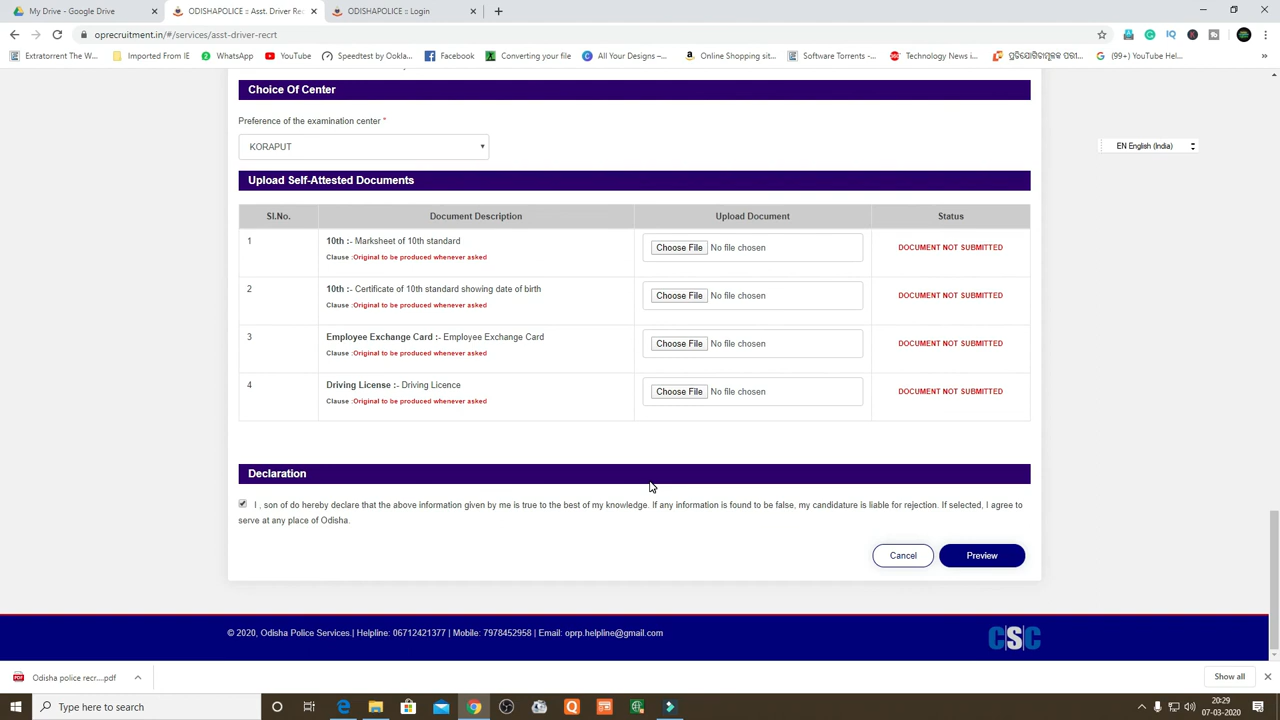 My Drive - Google Drive
ODISHAPOLICE = Asst. Driver Re
ODISHAPOLICE :: Login
oprecruitment.in/#/services/asst-driver-recrt
Extratorrent The W...
Imported From IE
WhatsApp
YouTube
Speedtest by Ookla...
Facebook
Converting your file
All Your Designs –...
Online Shopping sit...
Software Torrents -...
Technology News i...
(99+) YouTube Hel...
Choice Of Center
Preference of the examination center *
KORAPUT
EN English (India)
Upload Self-Attested Documents
Sl.No. Document Description Upload Document Status
1 10th :- Marksheet of 10th standard Choose File No file chosen DOCUMENT NOT SUBMITTED
Clause :Original to be produced whenever asked
2 10th :- Certificate of 10th standard showing date of birth Choose File No file chosen DOCUMENT NOT SUBMITTED
Clause :Original to be produced whenever asked
3 Employee Exchange Card :- Employee Exchange Card Choose File No file chosen DOCUMENT NOT SUBMITTED
Clause :Original to be produced whenever asked
4 Driving License :- Driving Licence Choose File No file chosen DOCUMENT NOT SUBMITTED
Clause :Original to be produced whenever asked
Declaration
I , son of do hereby declare that the above information given by me is true to the best of my knowledge. If any information is found to be false, my candidature is liable for rejection. If selected, I agree to
serve at any place of Odisha.
Cancel Preview
© 2020, Odisha Police Services.| Helpline: 06712421377 | Mobile: 7978452958 | Email: oprp.helpline@gmail.com
CSC
Odisha police recr....pdf
Show all
Type here to search
20:29
07-03-2020